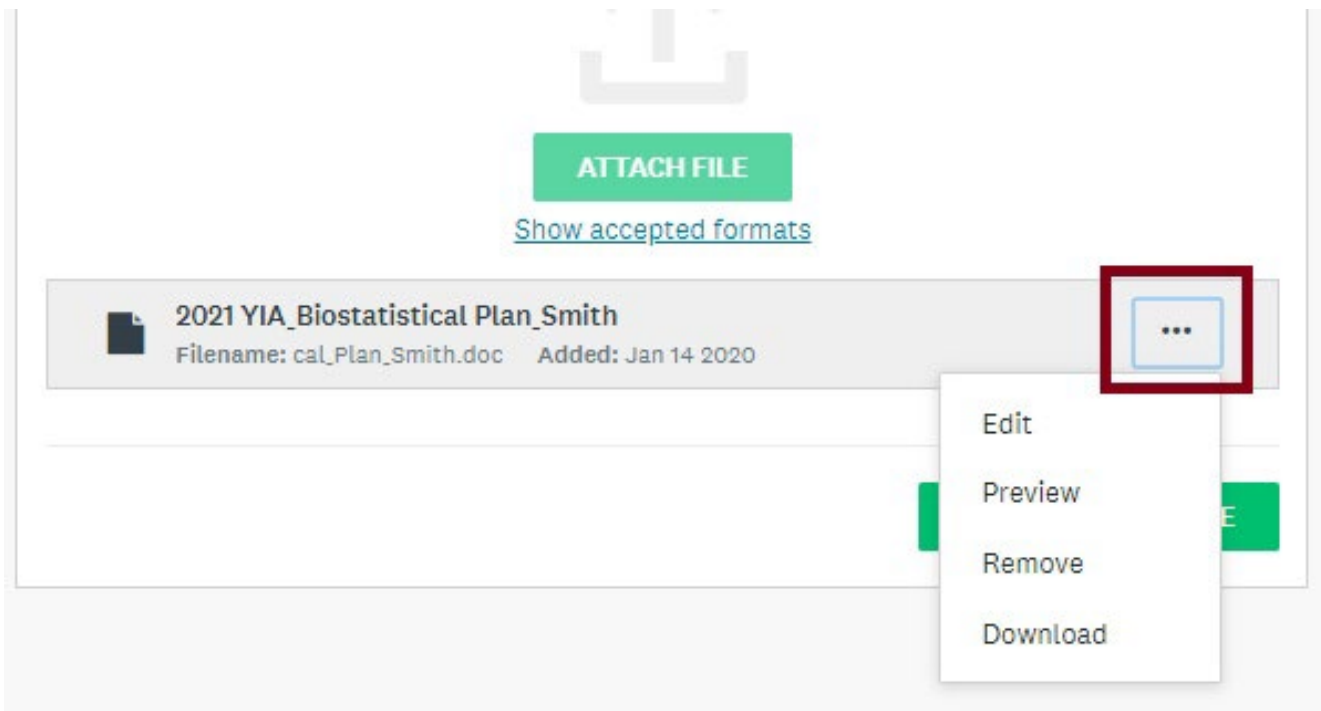 ATTACH FILE
Show accepted formats
2021 YIA_Biostatistical Plan_Smith
Filename: cal_Plan_Smith.doc Added: Jan 14 2020
•••
Edit
Preview
E
Remove
Download